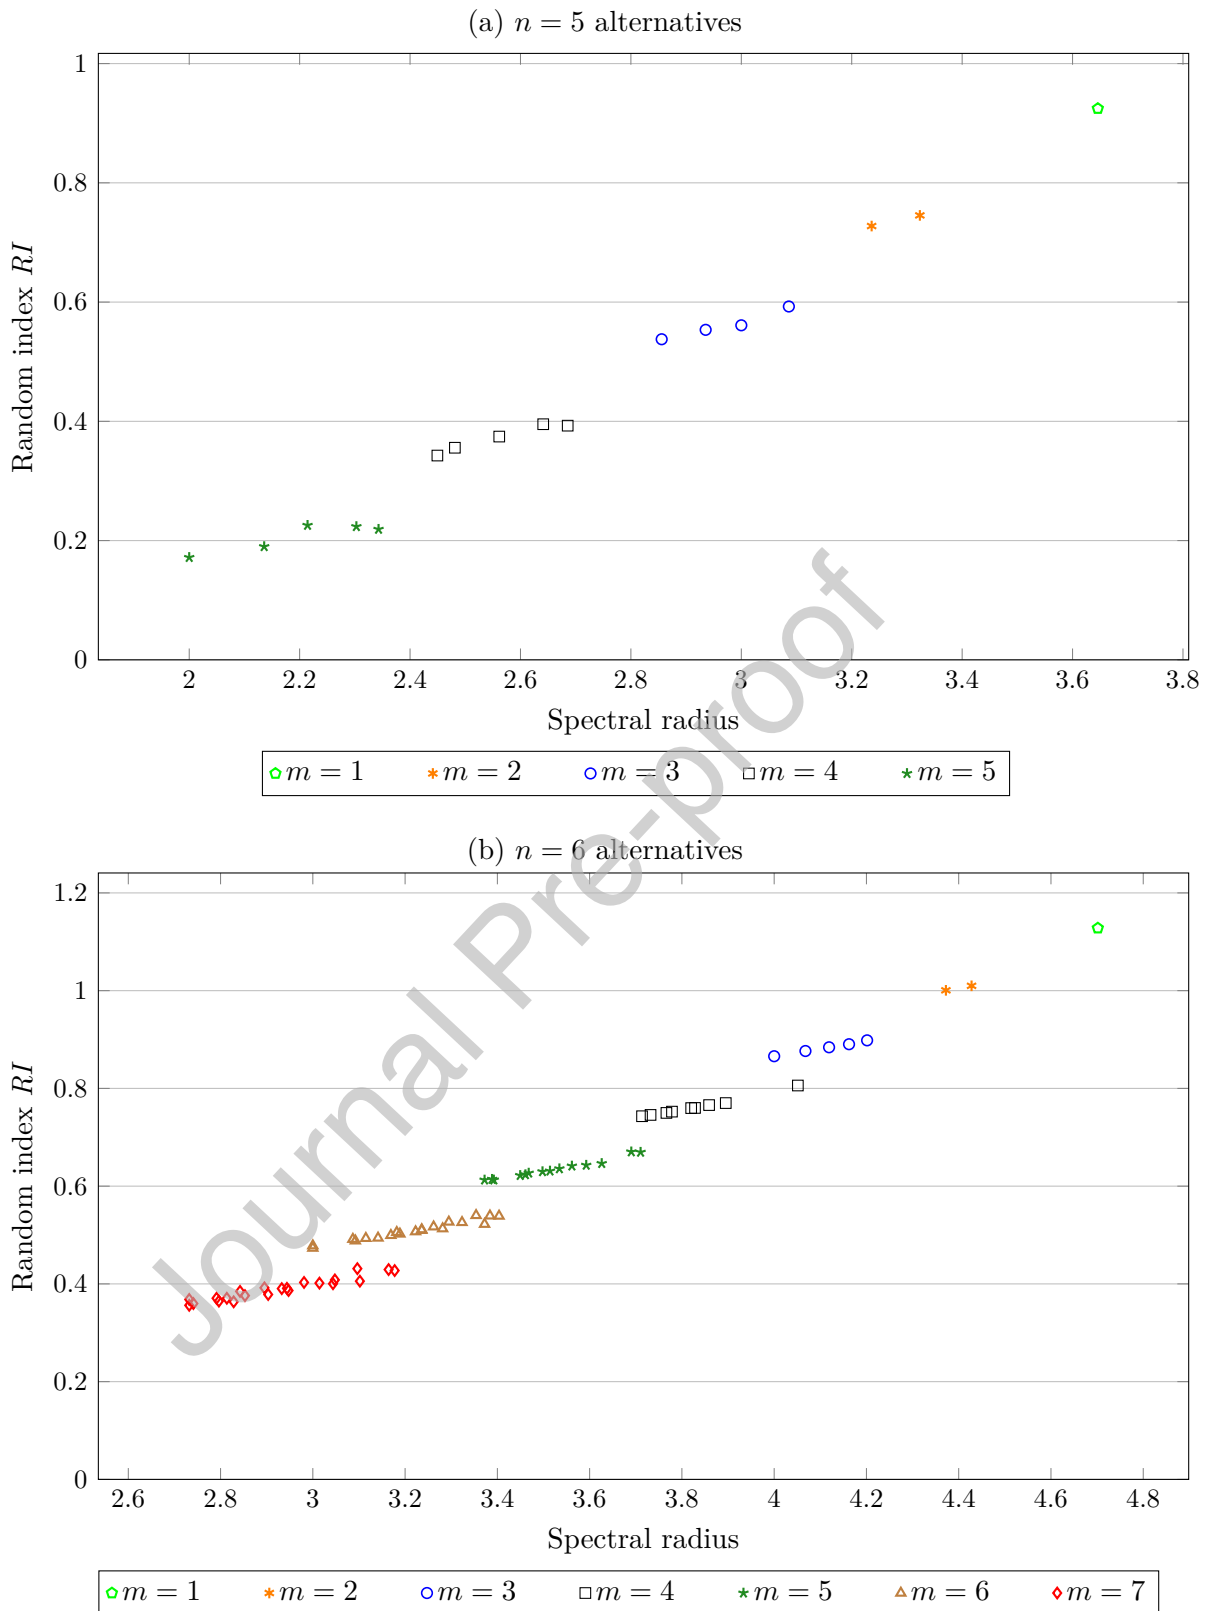 (a) n = 5 alternatives
1
0.8
0.6
0.4
0.2
0
Random index RI
2 2.2 2.4 2.6 2.8 3 3.2 3.4 3.6 3.8
Spectral radius
m = 1 m = 2 m = 3 m = 4 m = 5
(b) n = 6 alternatives
1.2
1
0.8
0.6
0.4
0.2
0
Random index RI
2.6 2.8 3 3.2 3.4 3.6 3.8 4 4.2 4.4 4.6 4.8
Spectral radius
m = 1 m = 2 m = 3 m = 4 m = 5 m = 6 m = 7
Journal Pre-proof